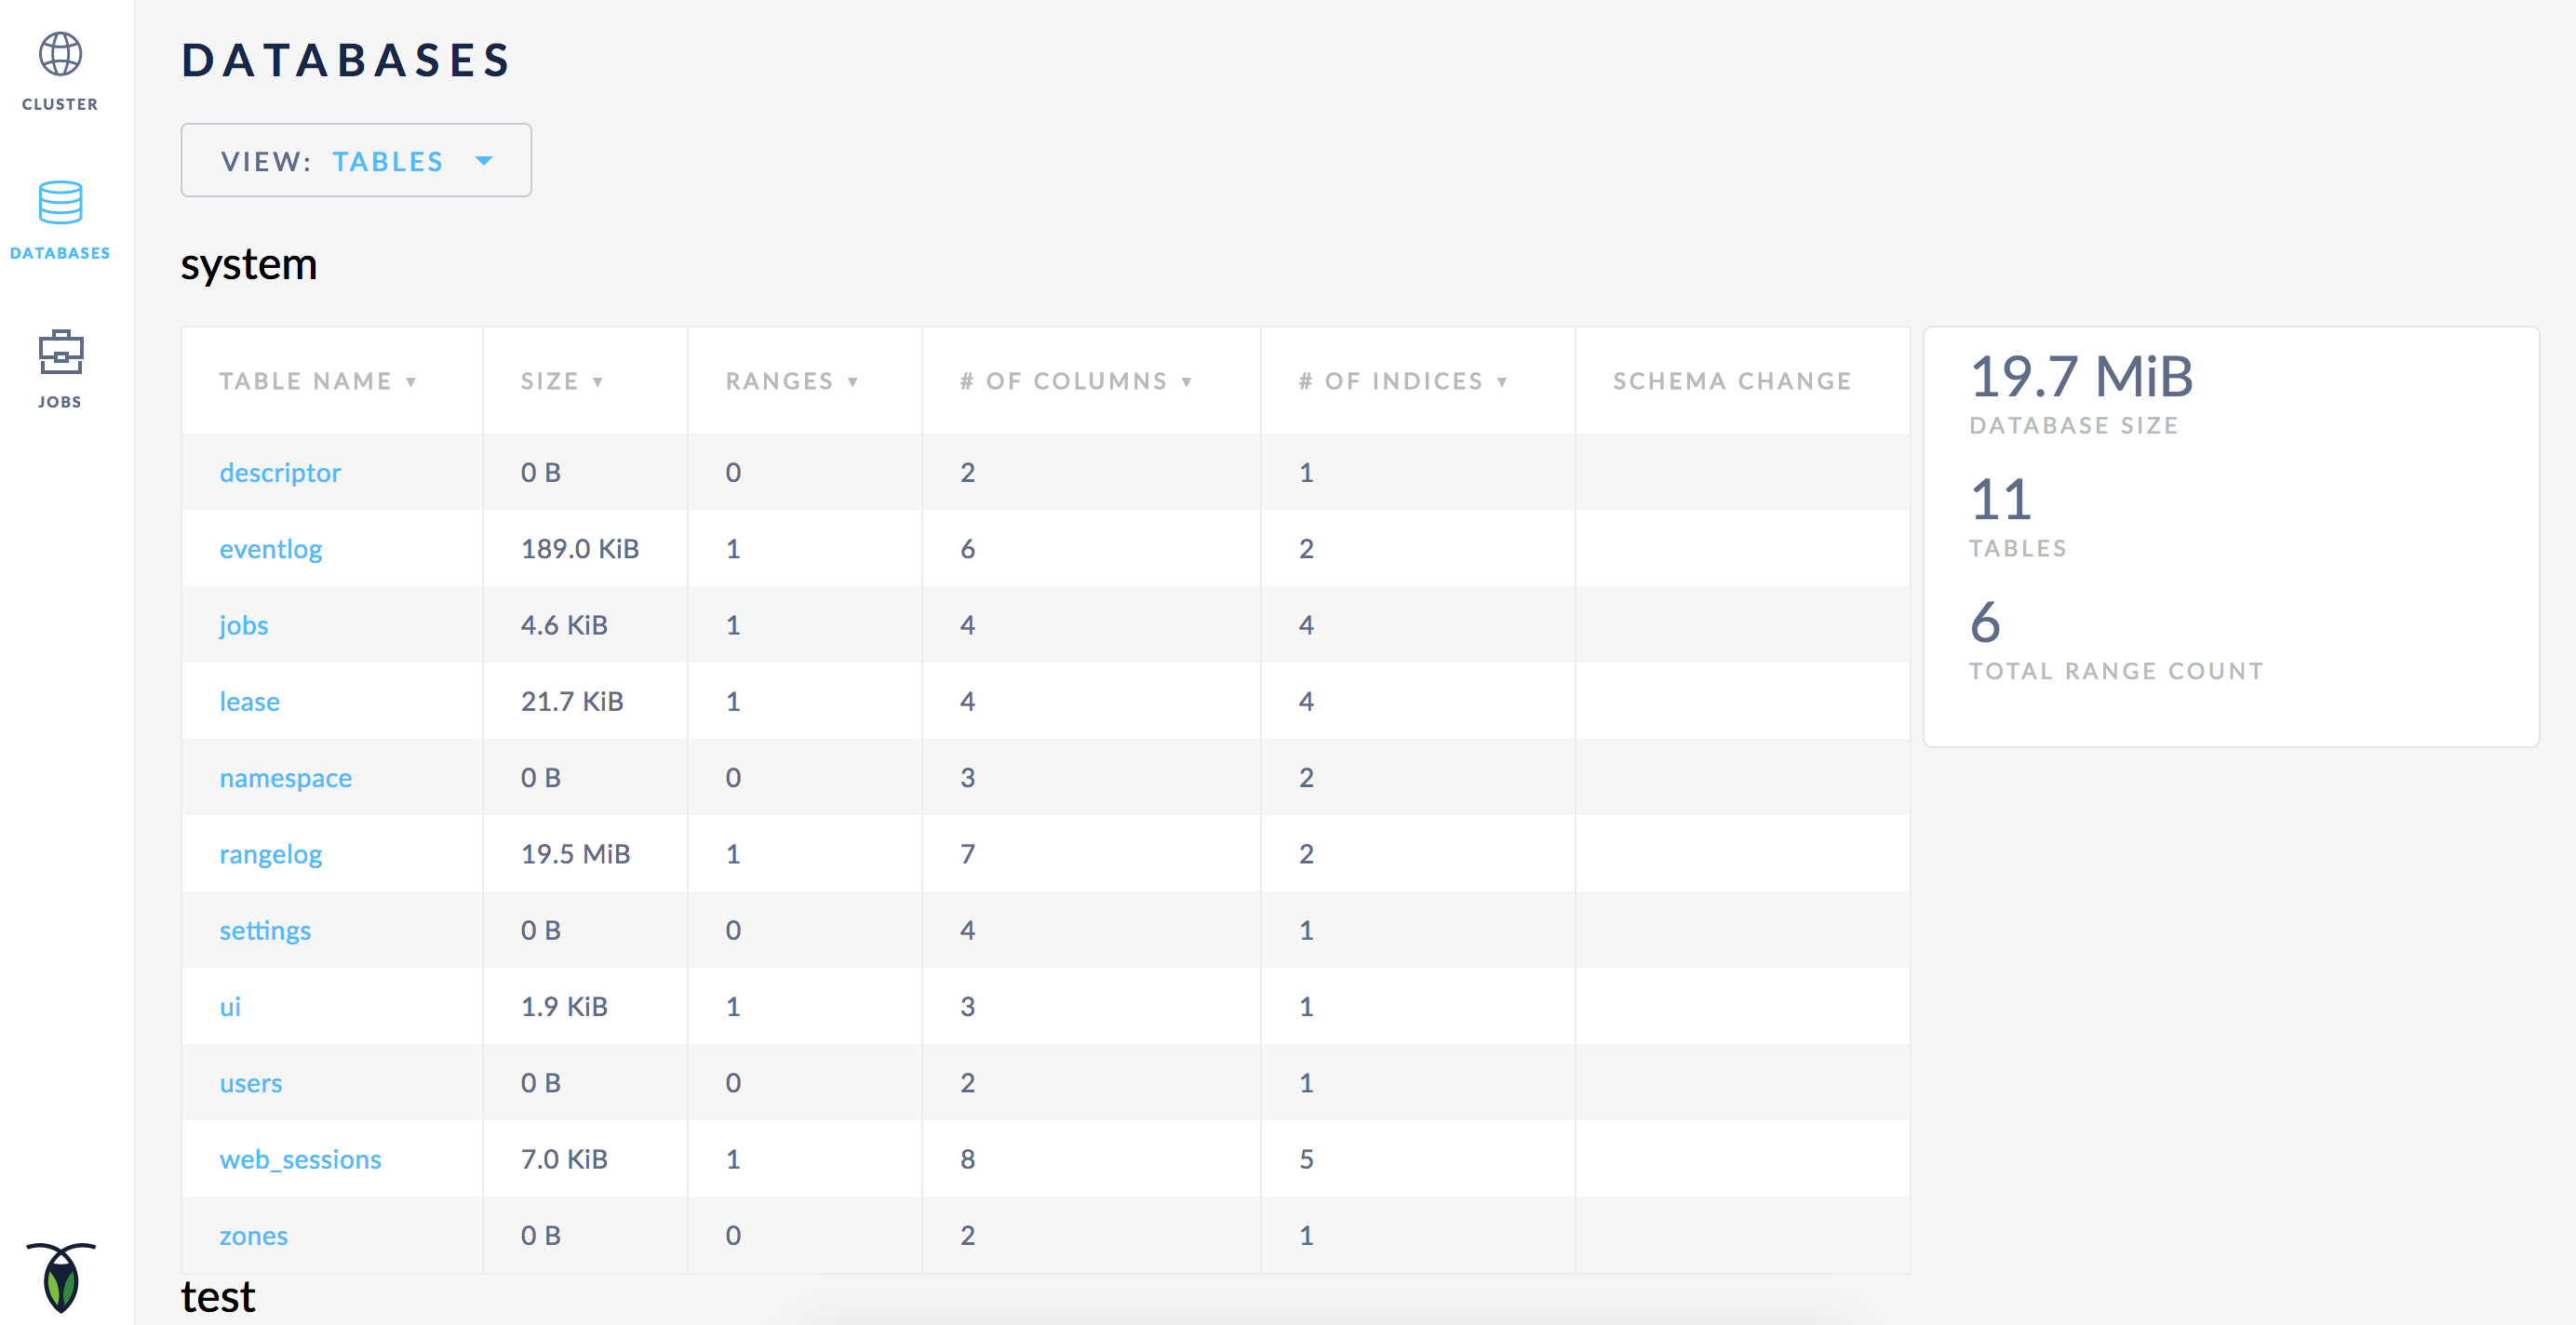 CLUSTER
DATABASES
JOBS
DATABASES
VIEW: TABLES
system
TABLE NAME ▼ SIZE ▼ RANGES ▼ # OF COLUMNS ▼ # OF INDICES ▼ SCHEMA CHANGE
descriptor 0 B 0 2 1
eventlog 189.0 KiB 1 6 2
jobs 4.6 KiB 1 4 4
lease 21.7 KiB 1 4 4
namespace 0 B 0 3 2
rangelog 19.5 MiB 1 7 2
settings 0 B 0 4 1
ui 1.9 KiB 1 3 1
users 0 B 0 2 1
web_sessions 7.0 KiB 1 8 5
zones 0 B 0 2 1
19.7 MiB
DATABASE SIZE
11
TABLES
6
TOTAL RANGE COUNT
test